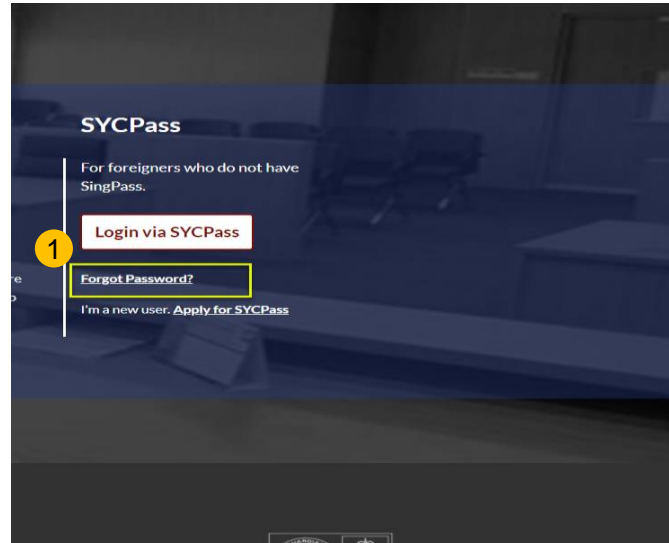 SYCPass
For foreigners who do not have
SingPass.
Login via SYCPass
1
Forgot Password?
I'm a new user. Apply for SYCPass